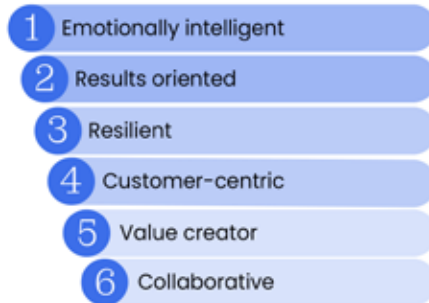 1 Emotionally intelligent
2 Results oriented
3 Resilient
4 Customer-centric
5 Value creator
6 Collaborative